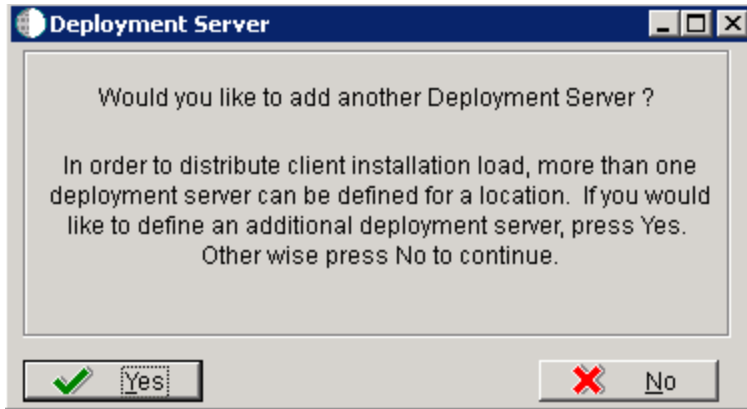 Deployment Server
Would you like to add another Deployment Server ?
In order to distribute client installation load, more than one
deployment server can be defined for a location.  If you would
like to define an additional deployment server, press Yes.
Other wise press No to continue.
Yes
No